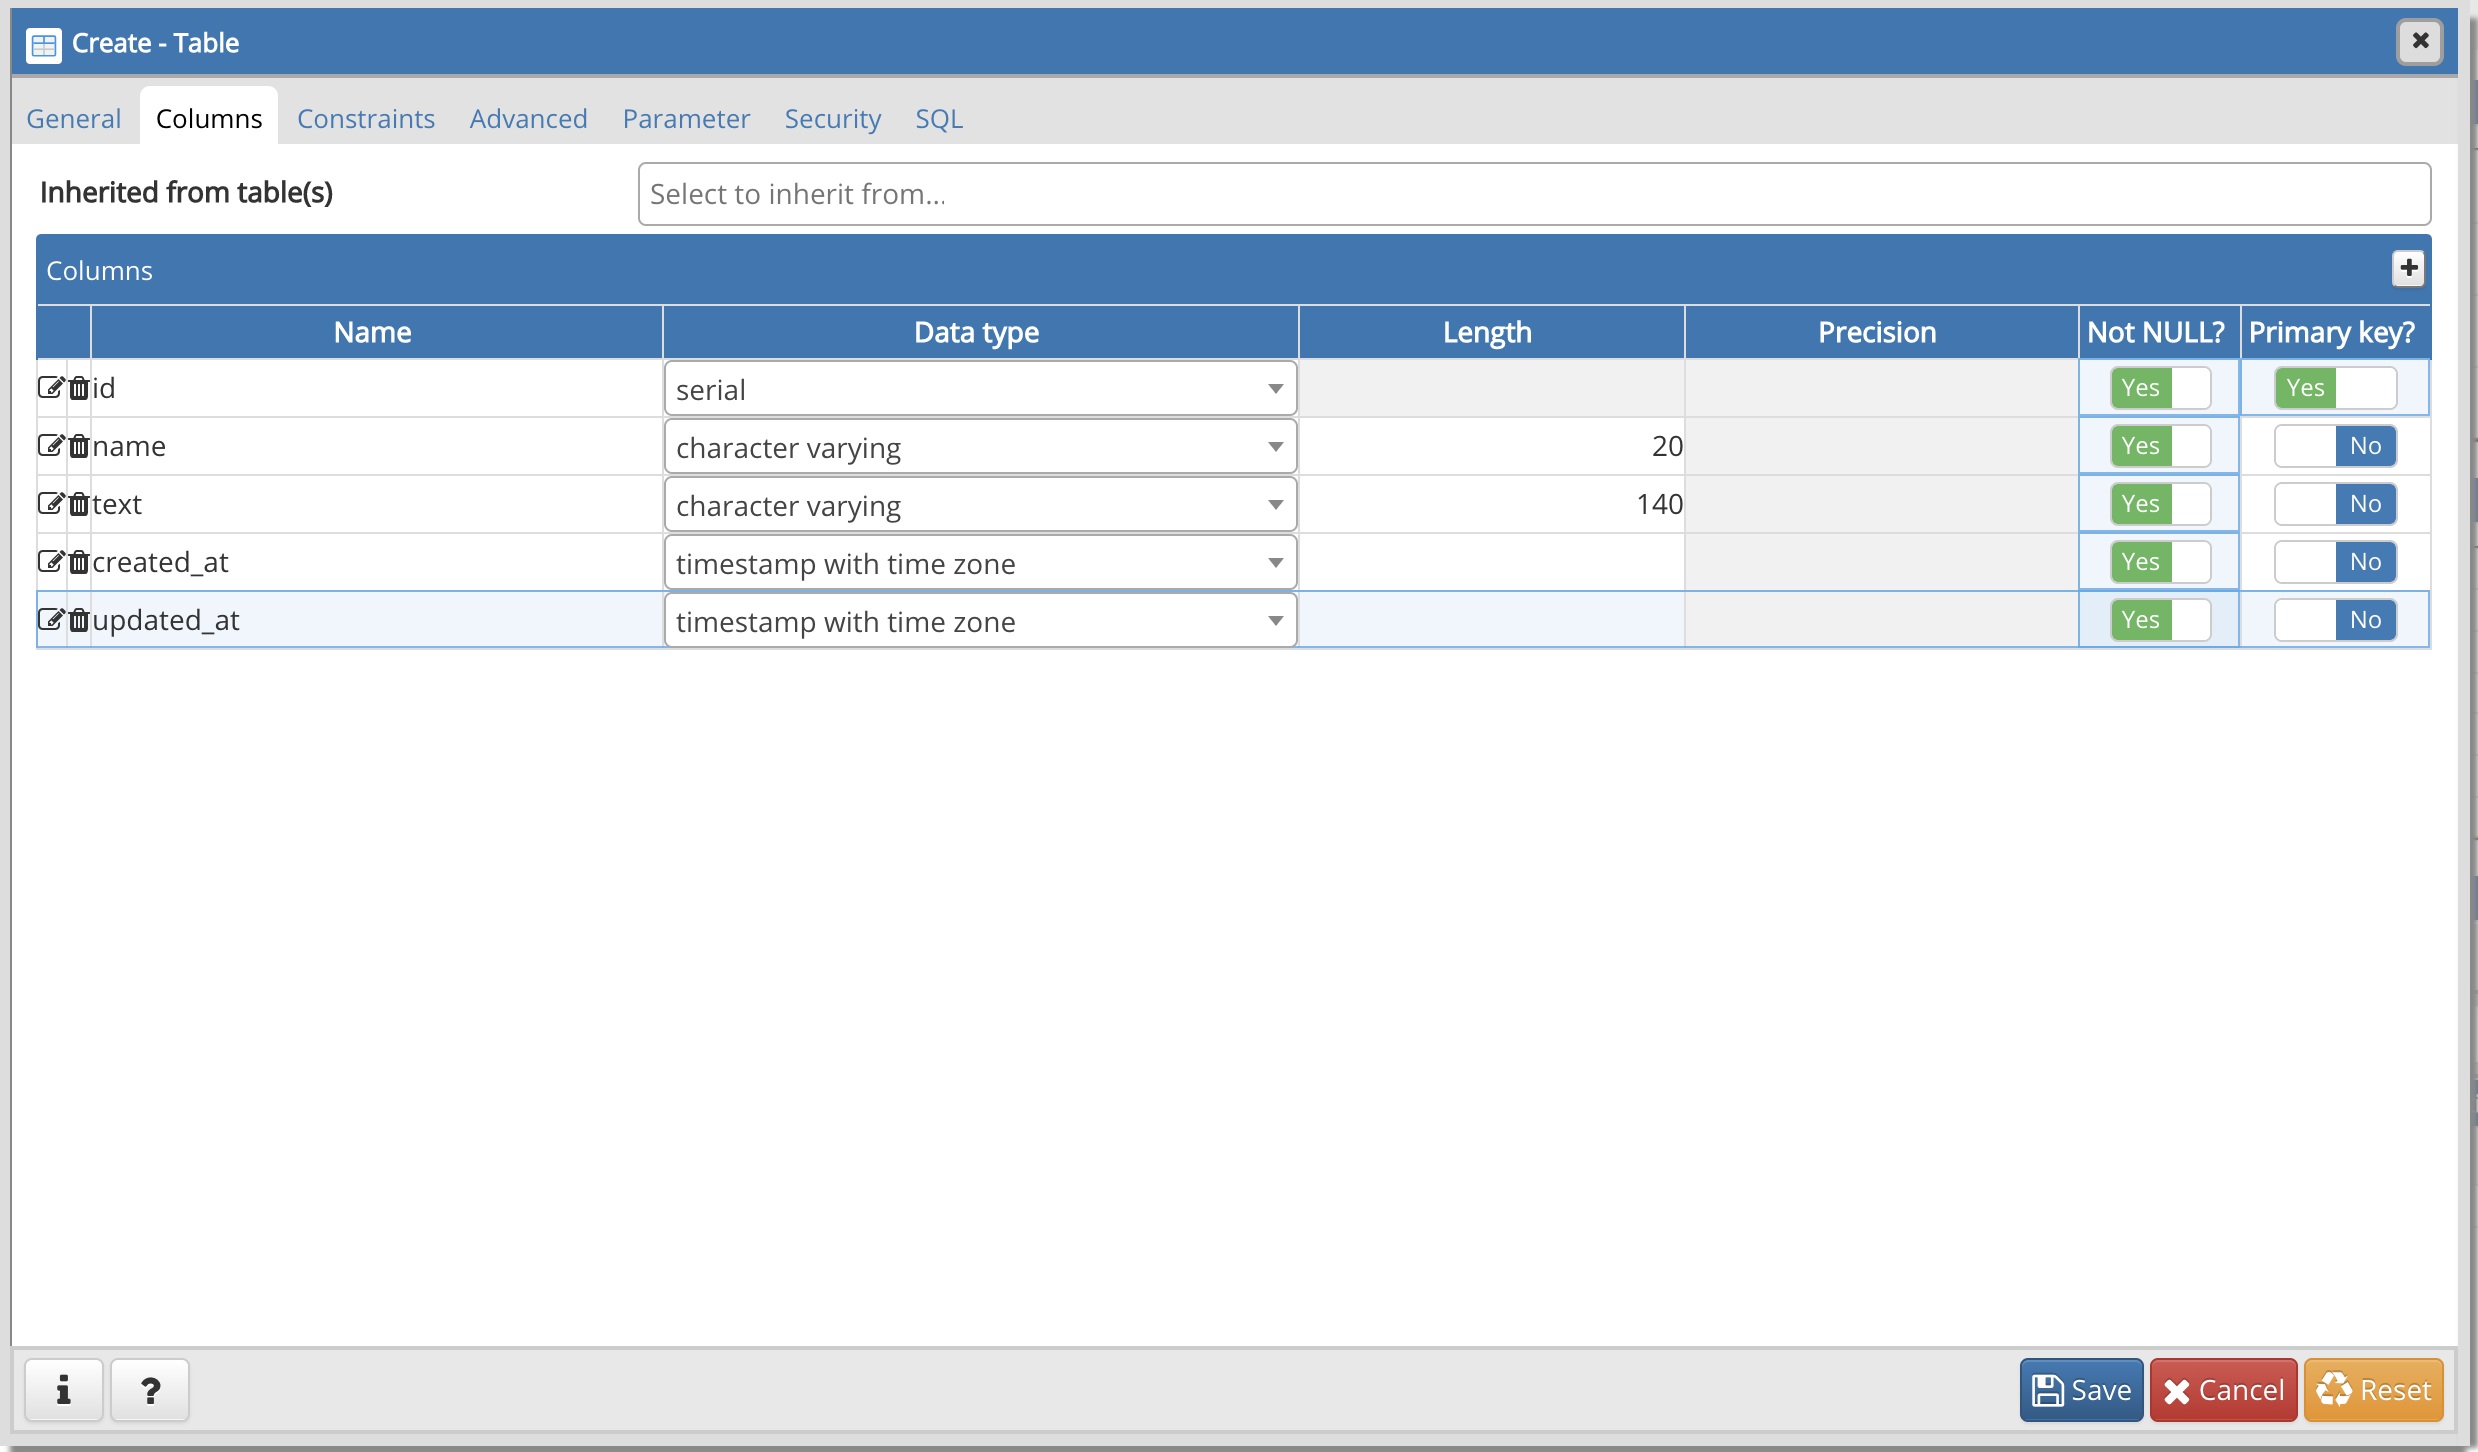 Create - Table
General Columns Constraints Advanced Parameter Security SQL
Inherited from table(s) Select to inherit from...
Columns
Name Data type Length Precision Not NULL? Primary key?
id serial Yes Yes
name character varying 20 Yes No
text character varying 140 Yes No
created_at timestamp with time zone Yes No
updated_at timestamp with time zone Yes No
i ? Save Cancel Reset